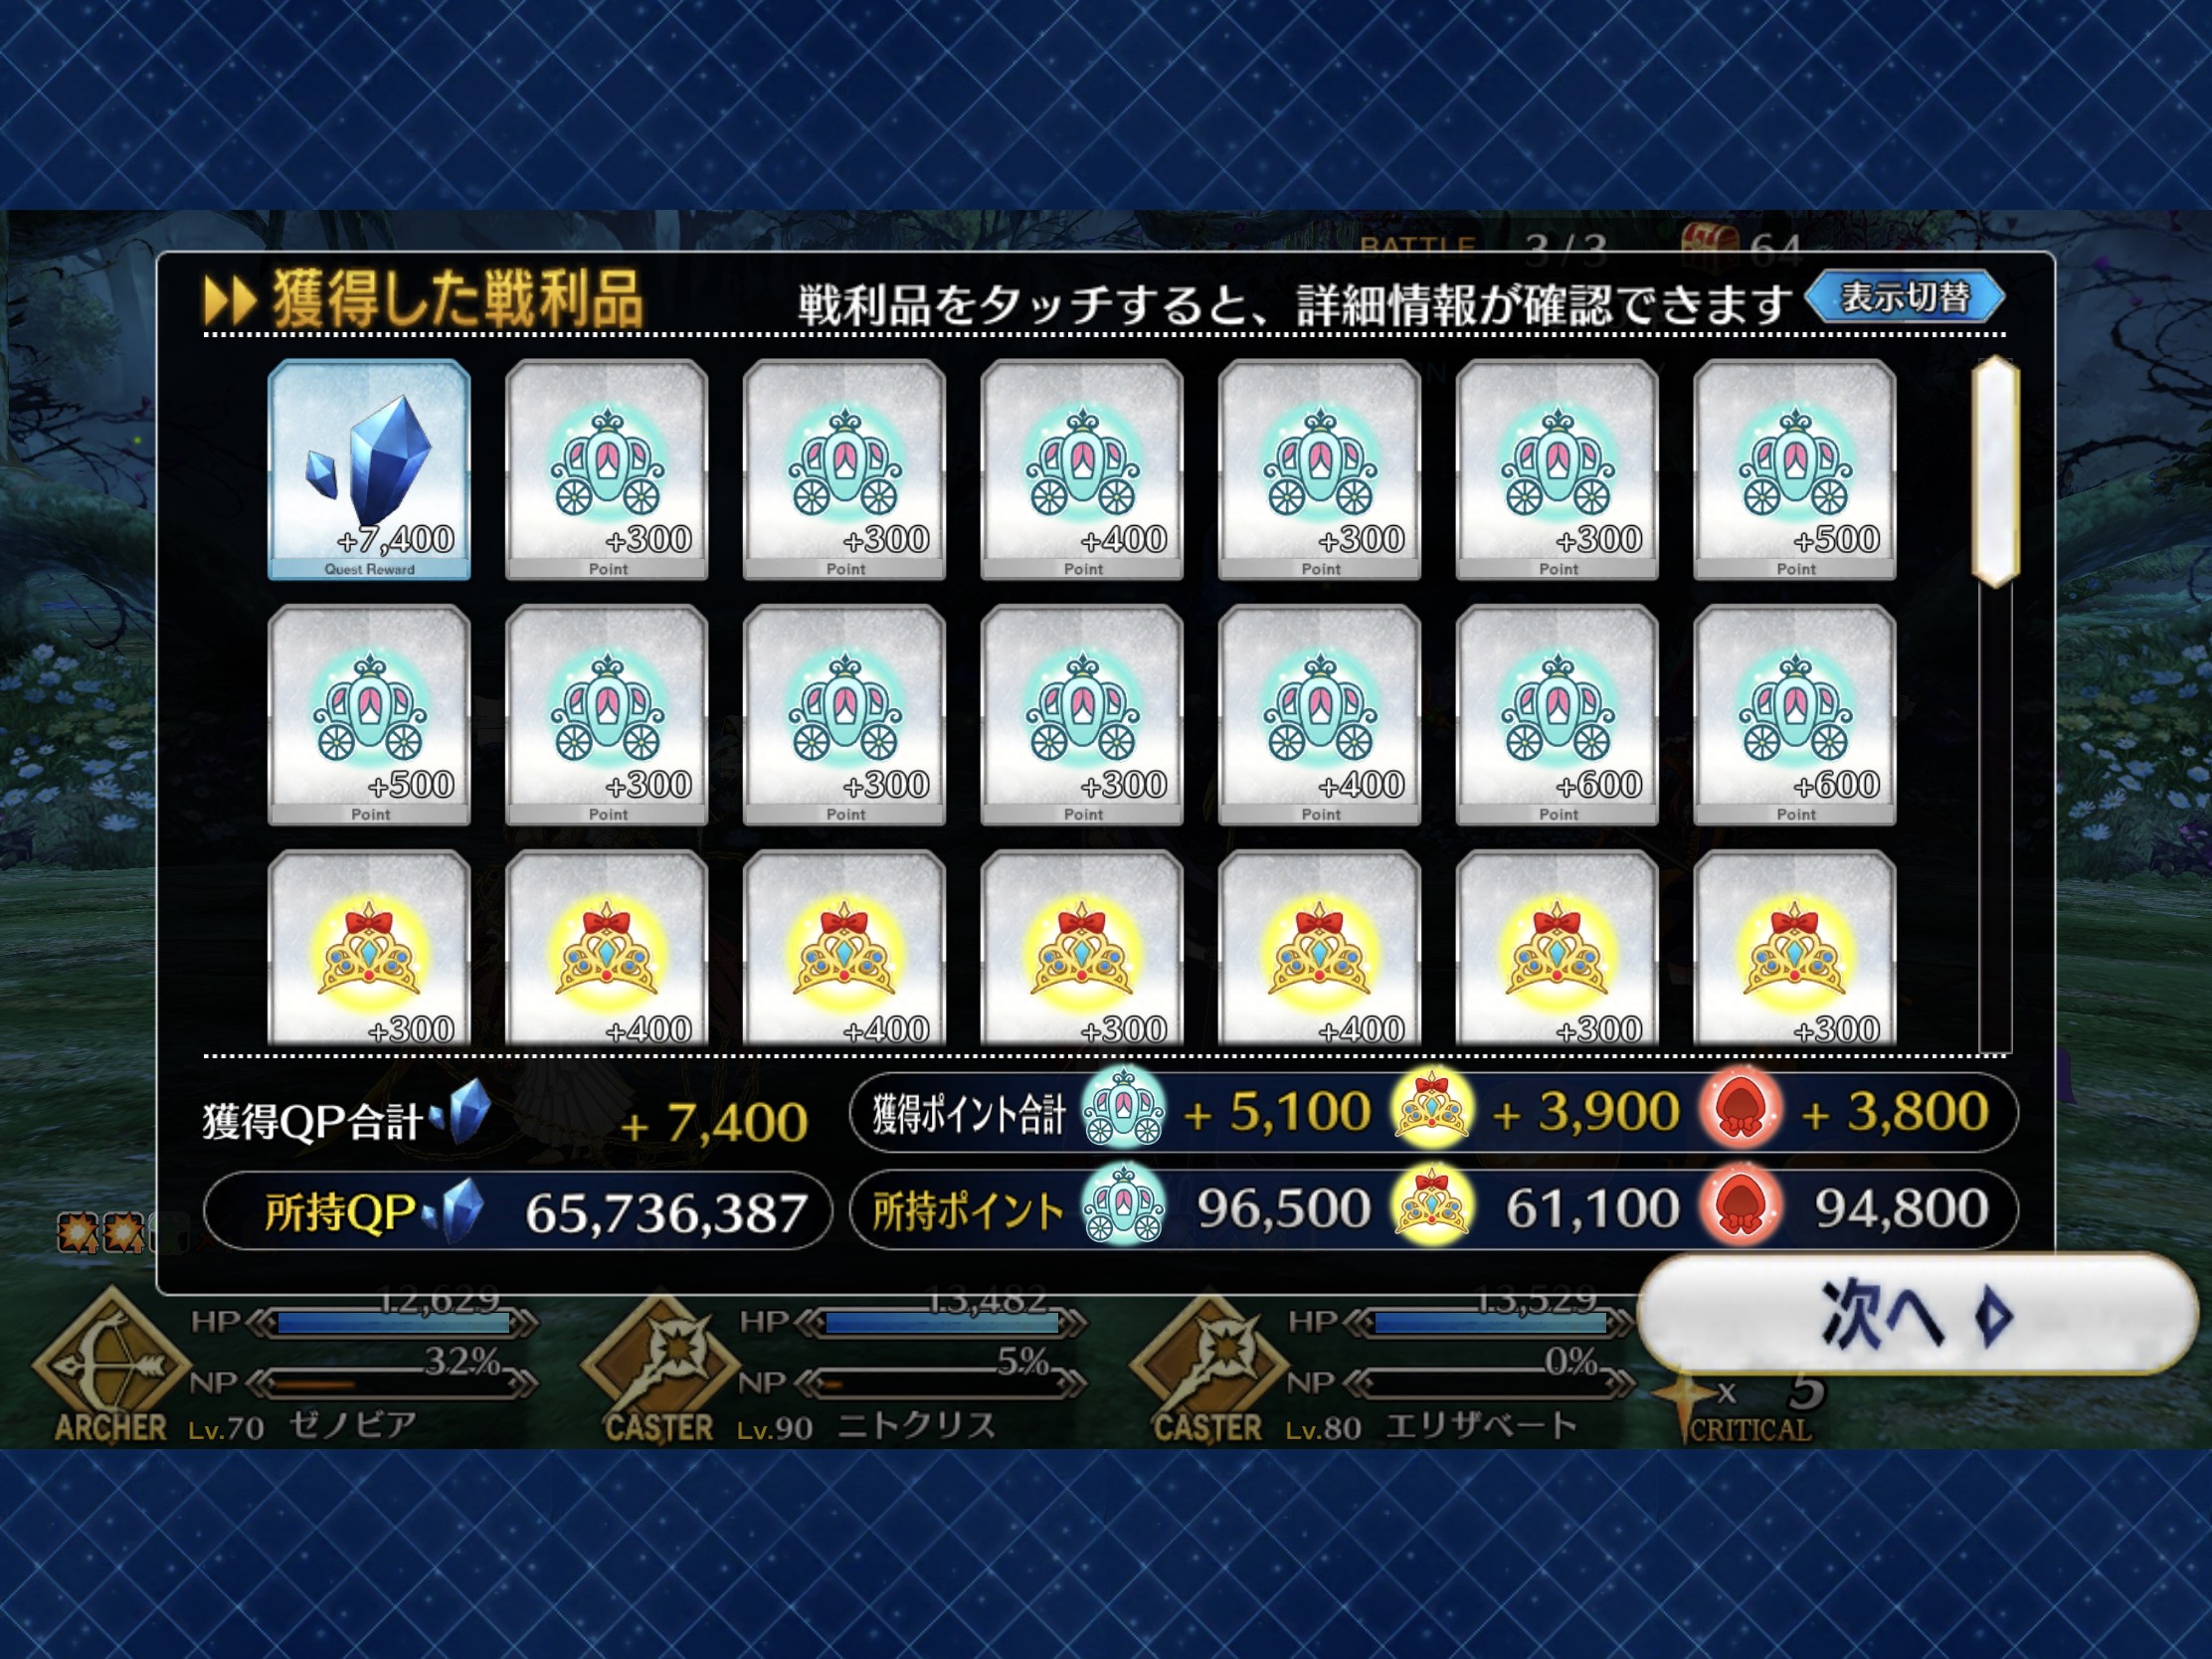 BATTLE 3/3 64
獲得した戦利品 戦利品をタッチすると、詳細情報が確認できます 表示切替
+7,400 +300 +300 +400 +300 +300 +500
Quest Reward Point Point Point Point Point Point
+500 +300 +300 +300 +400 +600 +600
Point Point Point Point Point Point Point
+300 +400 +400 +300 +400 +300 +300
獲得QP合計 + 7,400 獲得ポイント合計 + 5,100 + 3,900 + 3,800
所持QP 65,736,387 所持ポイント 96,500 61,100 94,800
次へ
HP 12,629 HP 13,482 HP 13,529
NP 32% NP 5% NP 0% x 5
ARCHER Lv.70 ゼノビア CASTER Lv.90 ニトクリス CASTER Lv.80 エリザベート CRITICAL